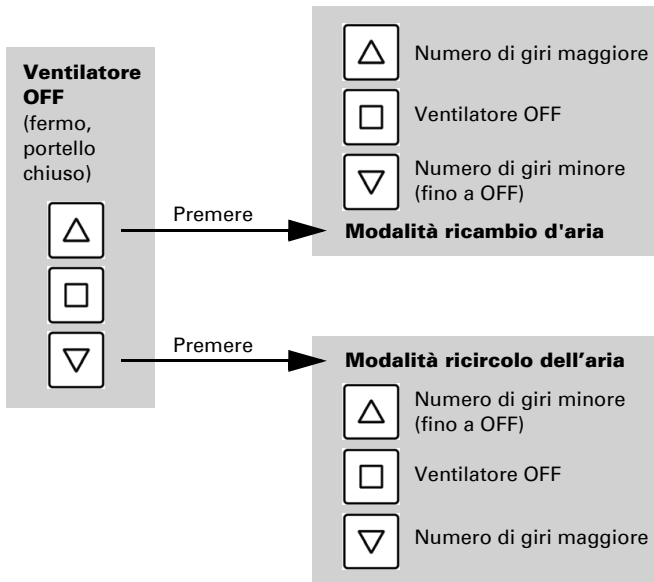 Ventilatore
OFF
(fermo,
portello
chiuso)
Premere
Numero di giri maggiore
Ventilatore OFF
Numero di giri minore
(fino a OFF)
Modalità ricambio d'aria
Premere
Modalità ricircolo dell’aria
Numero di giri minore
(fino a OFF)
Ventilatore OFF
Numero di giri maggiore